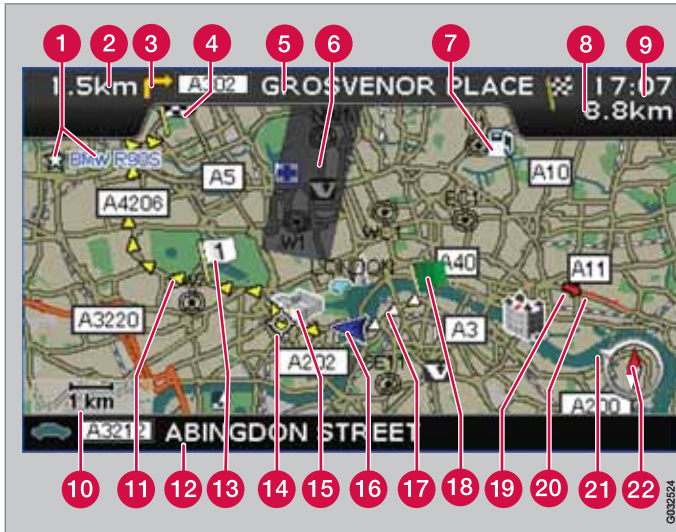 1 2 3 4 5 6 7 8 9
1.5km A302 GROSVENOR PLACE 17:07
8.8km
BMW R90S
A5
A10
A4206
W1
WC1
EC1
1
LONDON
A40
A11
A3220
A3
A202
SE11
1 km
A200
A3212 ABINGDON STREET
10 11 12 13 14 15 16 17 18 19 20 21 22
G032524